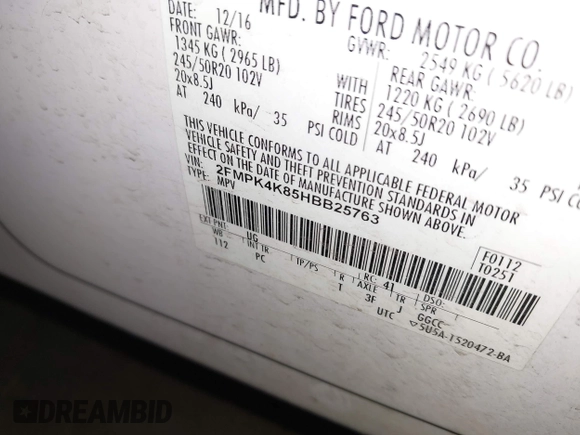 MFD. BY FORD MOTOR CO.
DATE: 12/16
GVWR: 2549 KG ( 5620 LB)
FRONT GAWR:
REAR GAWR:
1345 KG ( 2965 LB)
WITH
1220 KG ( 2690 LB)
245/50R20 102V
TIRES
245/50R20 102V
20x8.5J
RIMS
20x8.5J
AT 240 kPa/ 35 PSI COLD
AT 240 kPa/ 35 PSI COLD
THIS VEHICLE CONFORMS TO ALL APPLICABLE FEDERAL MOTOR
VEHICLE SAFETY AND THEFT PREVENTION STANDARDS IN
EFFECT ON THE DATE OF MANUFACTURE SHOWN ABOVE.
VIN: 2FMPK4K85HBB25763
TYPE: MPV
F0112
T0251
EXT PNT: UG
RC: 41
DSO:
WB INT TR TP/PS R AXLE TR SPR
112 PC T 3F J GGCC
UTC ▽5U5A-1520472-BA
DREAMBID